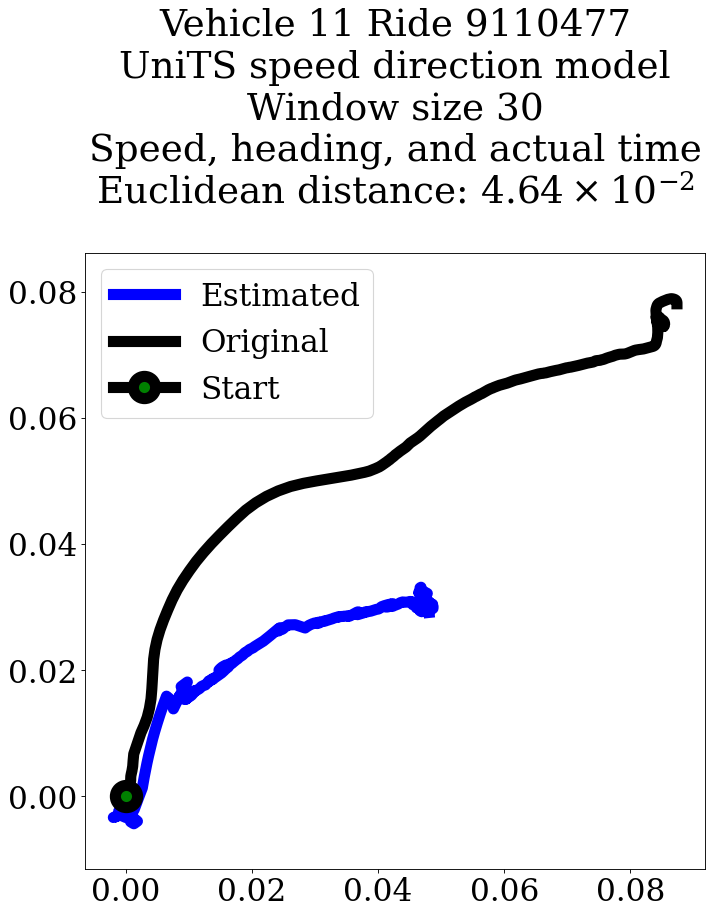 Vehicle 11 Ride 9110477
UniTS speed direction model
Window size 30
Speed, heading, and actual time
Euclidean distance: 4.64 × 10⁻²
Estimated
Original
Start
0.08
0.06
0.04
0.02
0.00
0.00 0.02 0.04 0.06 0.08